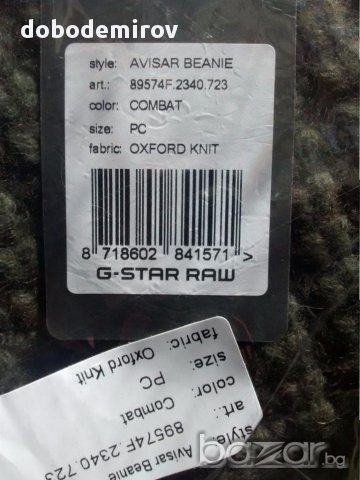 dobodemirov
style: AVISAR BEANIE
art.: 89574F.2340.723
color: COMBAT
size: PC
fabric: OXFORD KNIT
8 718602 841571 >
G-STAR RAW
style: Avisar Beanie
art.: 89574F.2340.723
color: Combat
size: PC
fabric: Oxford Knit
bazar.bg